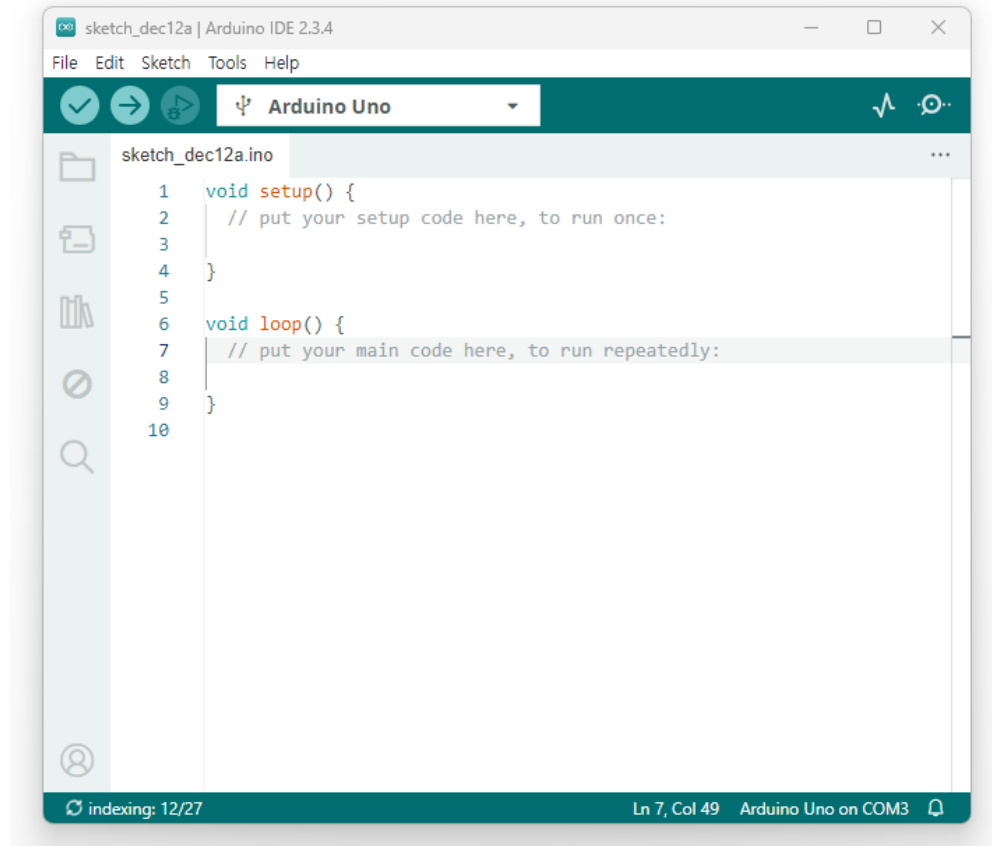 sketch_dec12a | Arduino IDE 2.3.4
File Edit Sketch Tools Help
Arduino Uno
sketch_dec12a.ino
1 void setup() {
2 // put your setup code here, to run once:
3
4 }
5
6 void loop() {
7 // put your main code here, to run repeatedly:
8
9 }
10
indexing: 12/27 Ln 7, Col 49 Arduino Uno on COM3